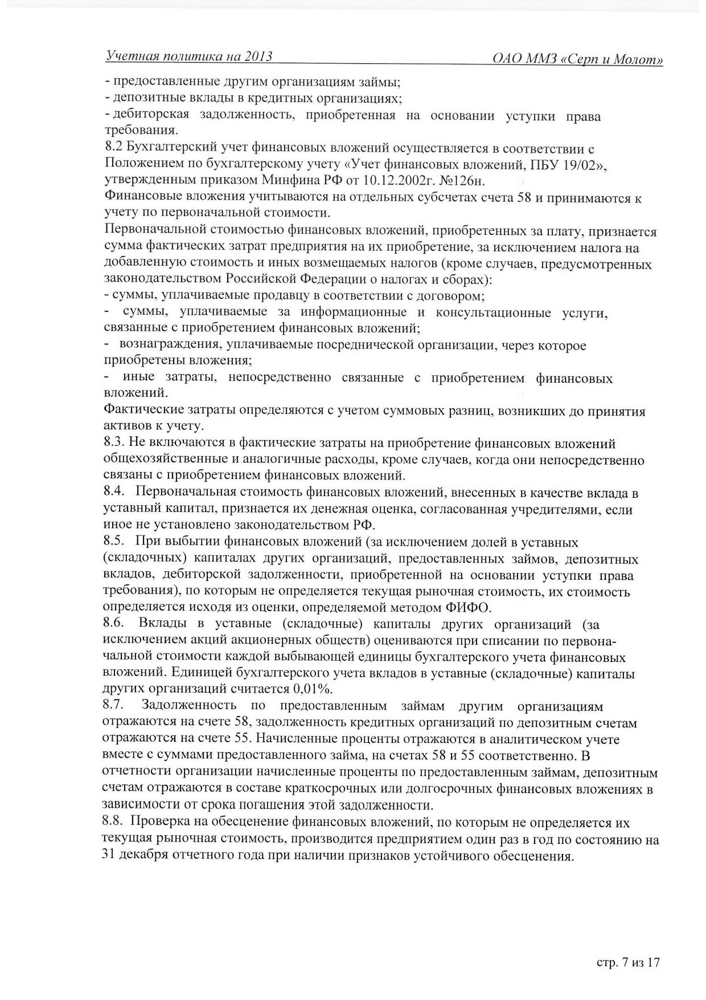 Учетная политика на 2013 ОАО ММЗ «Серп и Молот»
- предоставленные другим организациям займы;
- депозитные вклады в кредитных организациях;
- дебиторская задолженность, приобретенная на основании уступки права
требования.
8.2 Бухгалтерский учет финансовых вложений осуществляется в соответствии с
Положением по бухгалтерскому учету «Учет финансовых вложений, ПБУ 19/02»,
утвержденным приказом Минфина РФ от 10.12.2002г. №126н.
Финансовые вложения учитываются на отдельных субсчетах счета 58 и принимаются к
учету по первоначальной стоимости.
Первоначальной стоимостью финансовых вложений, приобретенных за плату, признается
сумма фактических затрат предприятия на их приобретение, за исключением налога на
добавленную стоимость и иных возмещаемых налогов (кроме случаев, предусмотренных
законодательством Российской Федерации о налогах и сборах):
- суммы, уплачиваемые продавцу в соответствии с договором;
- суммы, уплачиваемые за информационные и консультационные услуги,
связанные с приобретением финансовых вложений;
- вознаграждения, уплачиваемые посреднической организации, через которое
приобретены вложения;
- иные затраты, непосредственно связанные с приобретением финансовых
вложений.
Фактические затраты определяются с учетом суммовых разниц, возникших до принятия
активов к учету.
8.3. Не включаются в фактические затраты на приобретение финансовых вложений
общехозяйственные и аналогичные расходы, кроме случаев, когда они непосредственно
связаны с приобретением финансовых вложений.
8.4. Первоначальная стоимость финансовых вложений, внесенных в качестве вклада в
уставный капитал, признается их денежная оценка, согласованная учредителями, если
иное не установлено законодательством РФ.
8.5. При выбытии финансовых вложений (за исключением долей в уставных
(складочных) капиталах других организаций, предоставленных займов, депозитных
вкладов, дебиторской задолженности, приобретенной на основании уступки права
требования), по которым не определяется текущая рыночная стоимость, их стоимость
определяется исходя из оценки, определяемой методом ФИФО.
8.6. Вклады в уставные (складочные) капиталы других организаций (за
исключением акций акционерных обществ) оцениваются при списании по первона-
чальной стоимости каждой выбывающей единицы бухгалтерского учета финансовых
вложений. Единицей бухгалтерского учета вкладов в уставные (складочные) капиталы
других организаций считается 0,01%.
8.7. Задолженность по предоставленным займам другим организациям
отражаются на счете 58, задолженность кредитных организаций по депозитным счетам
отражаются на счете 55. Начисленные проценты отражаются в аналитическом учете
вместе с суммами предоставленного займа, на счетах 58 и 55 соответственно. В
отчетности организации начисленные проценты по предоставленным займам, депозитным
счетам отражаются в составе краткосрочных или долгосрочных финансовых вложениях в
зависимости от срока погашения этой задолженности.
8.8. Проверка на обесценение финансовых вложений, по которым не определяется их
текущая рыночная стоимость, производится предприятием один раз в год по состоянию на
31 декабря отчетного года при наличии признаков устойчивого обесценения.
стр. 7 из 17